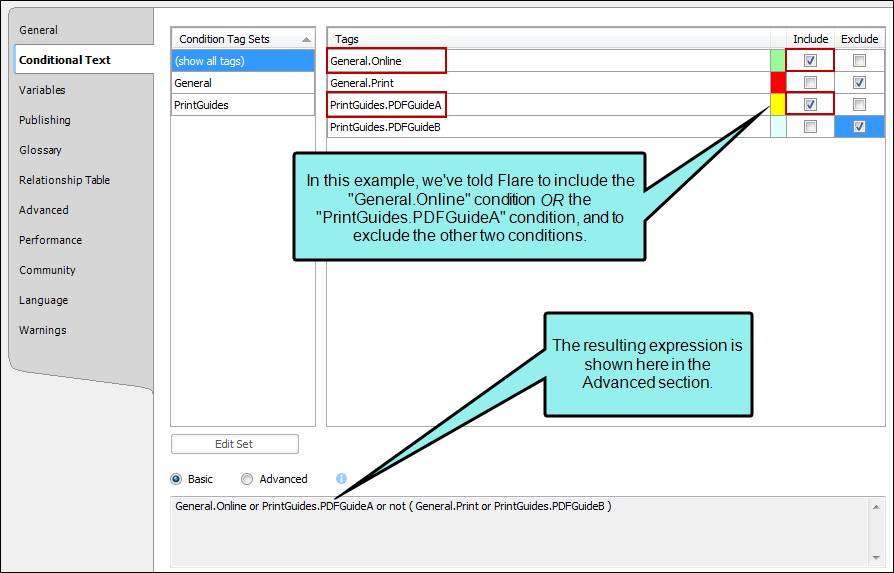 General
Conditional Text
Variables
Publishing
Glossary
Relationship Table
Advanced
Performance
Community
Language
Warnings
Condition Tag Sets
(show all tags)
General
PrintGuides
Tags Include Exclude
General.Online
General.Print
PrintGuides.PDFGuideA
PrintGuides.PDFGuideB
In this example, we've told Flare to include the
"General.Online" condition OR the
"PrintGuides.PDFGuideA" condition, and to
exclude the other two conditions.
The resulting expression is
shown here in the
Advanced section.
Edit Set
Basic Advanced
General.Online or PrintGuides.PDFGuideA or not ( General.Print or PrintGuides.PDFGuideB )